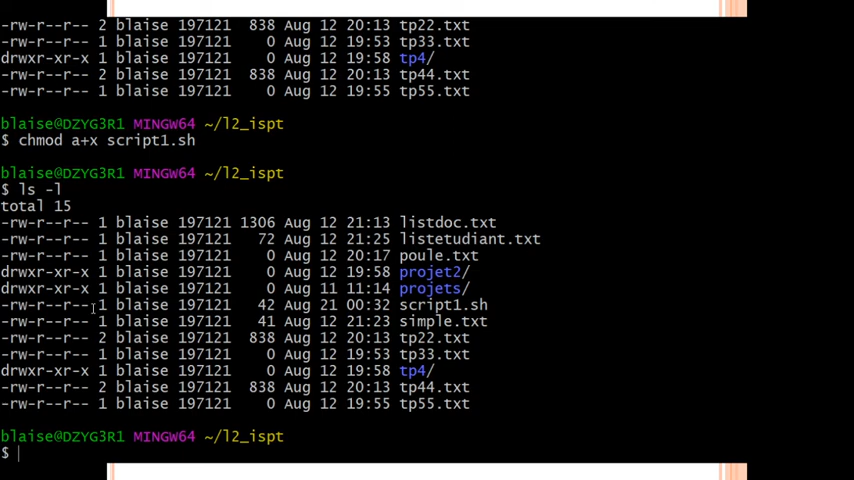 -rw-r--r-- 2 blaise 197121  838 Aug 12 20:13 tp22.txt
-rw-r--r-- 1 blaise 197121    0 Aug 12 19:53 tp33.txt
drwxr-xr-x 1 blaise 197121    0 Aug 12 19:58 tp4/
-rw-r--r-- 2 blaise 197121  838 Aug 12 20:13 tp44.txt
-rw-r--r-- 1 blaise 197121    0 Aug 12 19:55 tp55.txt
blaise@DZYG3R1 MINGW64 ~/l2_ispt
$ chmod a+x script1.sh
blaise@DZYG3R1 MINGW64 ~/l2_ispt
$ ls -l
total 15
-rw-r--r-- 1 blaise 197121 1306 Aug 12 21:13 listdoc.txt
-rw-r--r-- 1 blaise 197121   72 Aug 12 21:25 listetudiant.txt
-rw-r--r-- 1 blaise 197121    0 Aug 12 20:17 poule.txt
drwxr-xr-x 1 blaise 197121    0 Aug 12 19:58 projet2/
drwxr-xr-x 1 blaise 197121    0 Aug 11 11:14 projets/
-rw-r--r-- 1 blaise 197121   42 Aug 21 00:32 script1.sh
-rw-r--r-- 1 blaise 197121   41 Aug 12 21:23 simple.txt
-rw-r--r-- 2 blaise 197121  838 Aug 12 20:13 tp22.txt
-rw-r--r-- 1 blaise 197121    0 Aug 12 19:53 tp33.txt
drwxr-xr-x 1 blaise 197121    0 Aug 12 19:58 tp4/
-rw-r--r-- 2 blaise 197121  838 Aug 12 20:13 tp44.txt
-rw-r--r-- 1 blaise 197121    0 Aug 12 19:55 tp55.txt
blaise@DZYG3R1 MINGW64 ~/l2_ispt
$